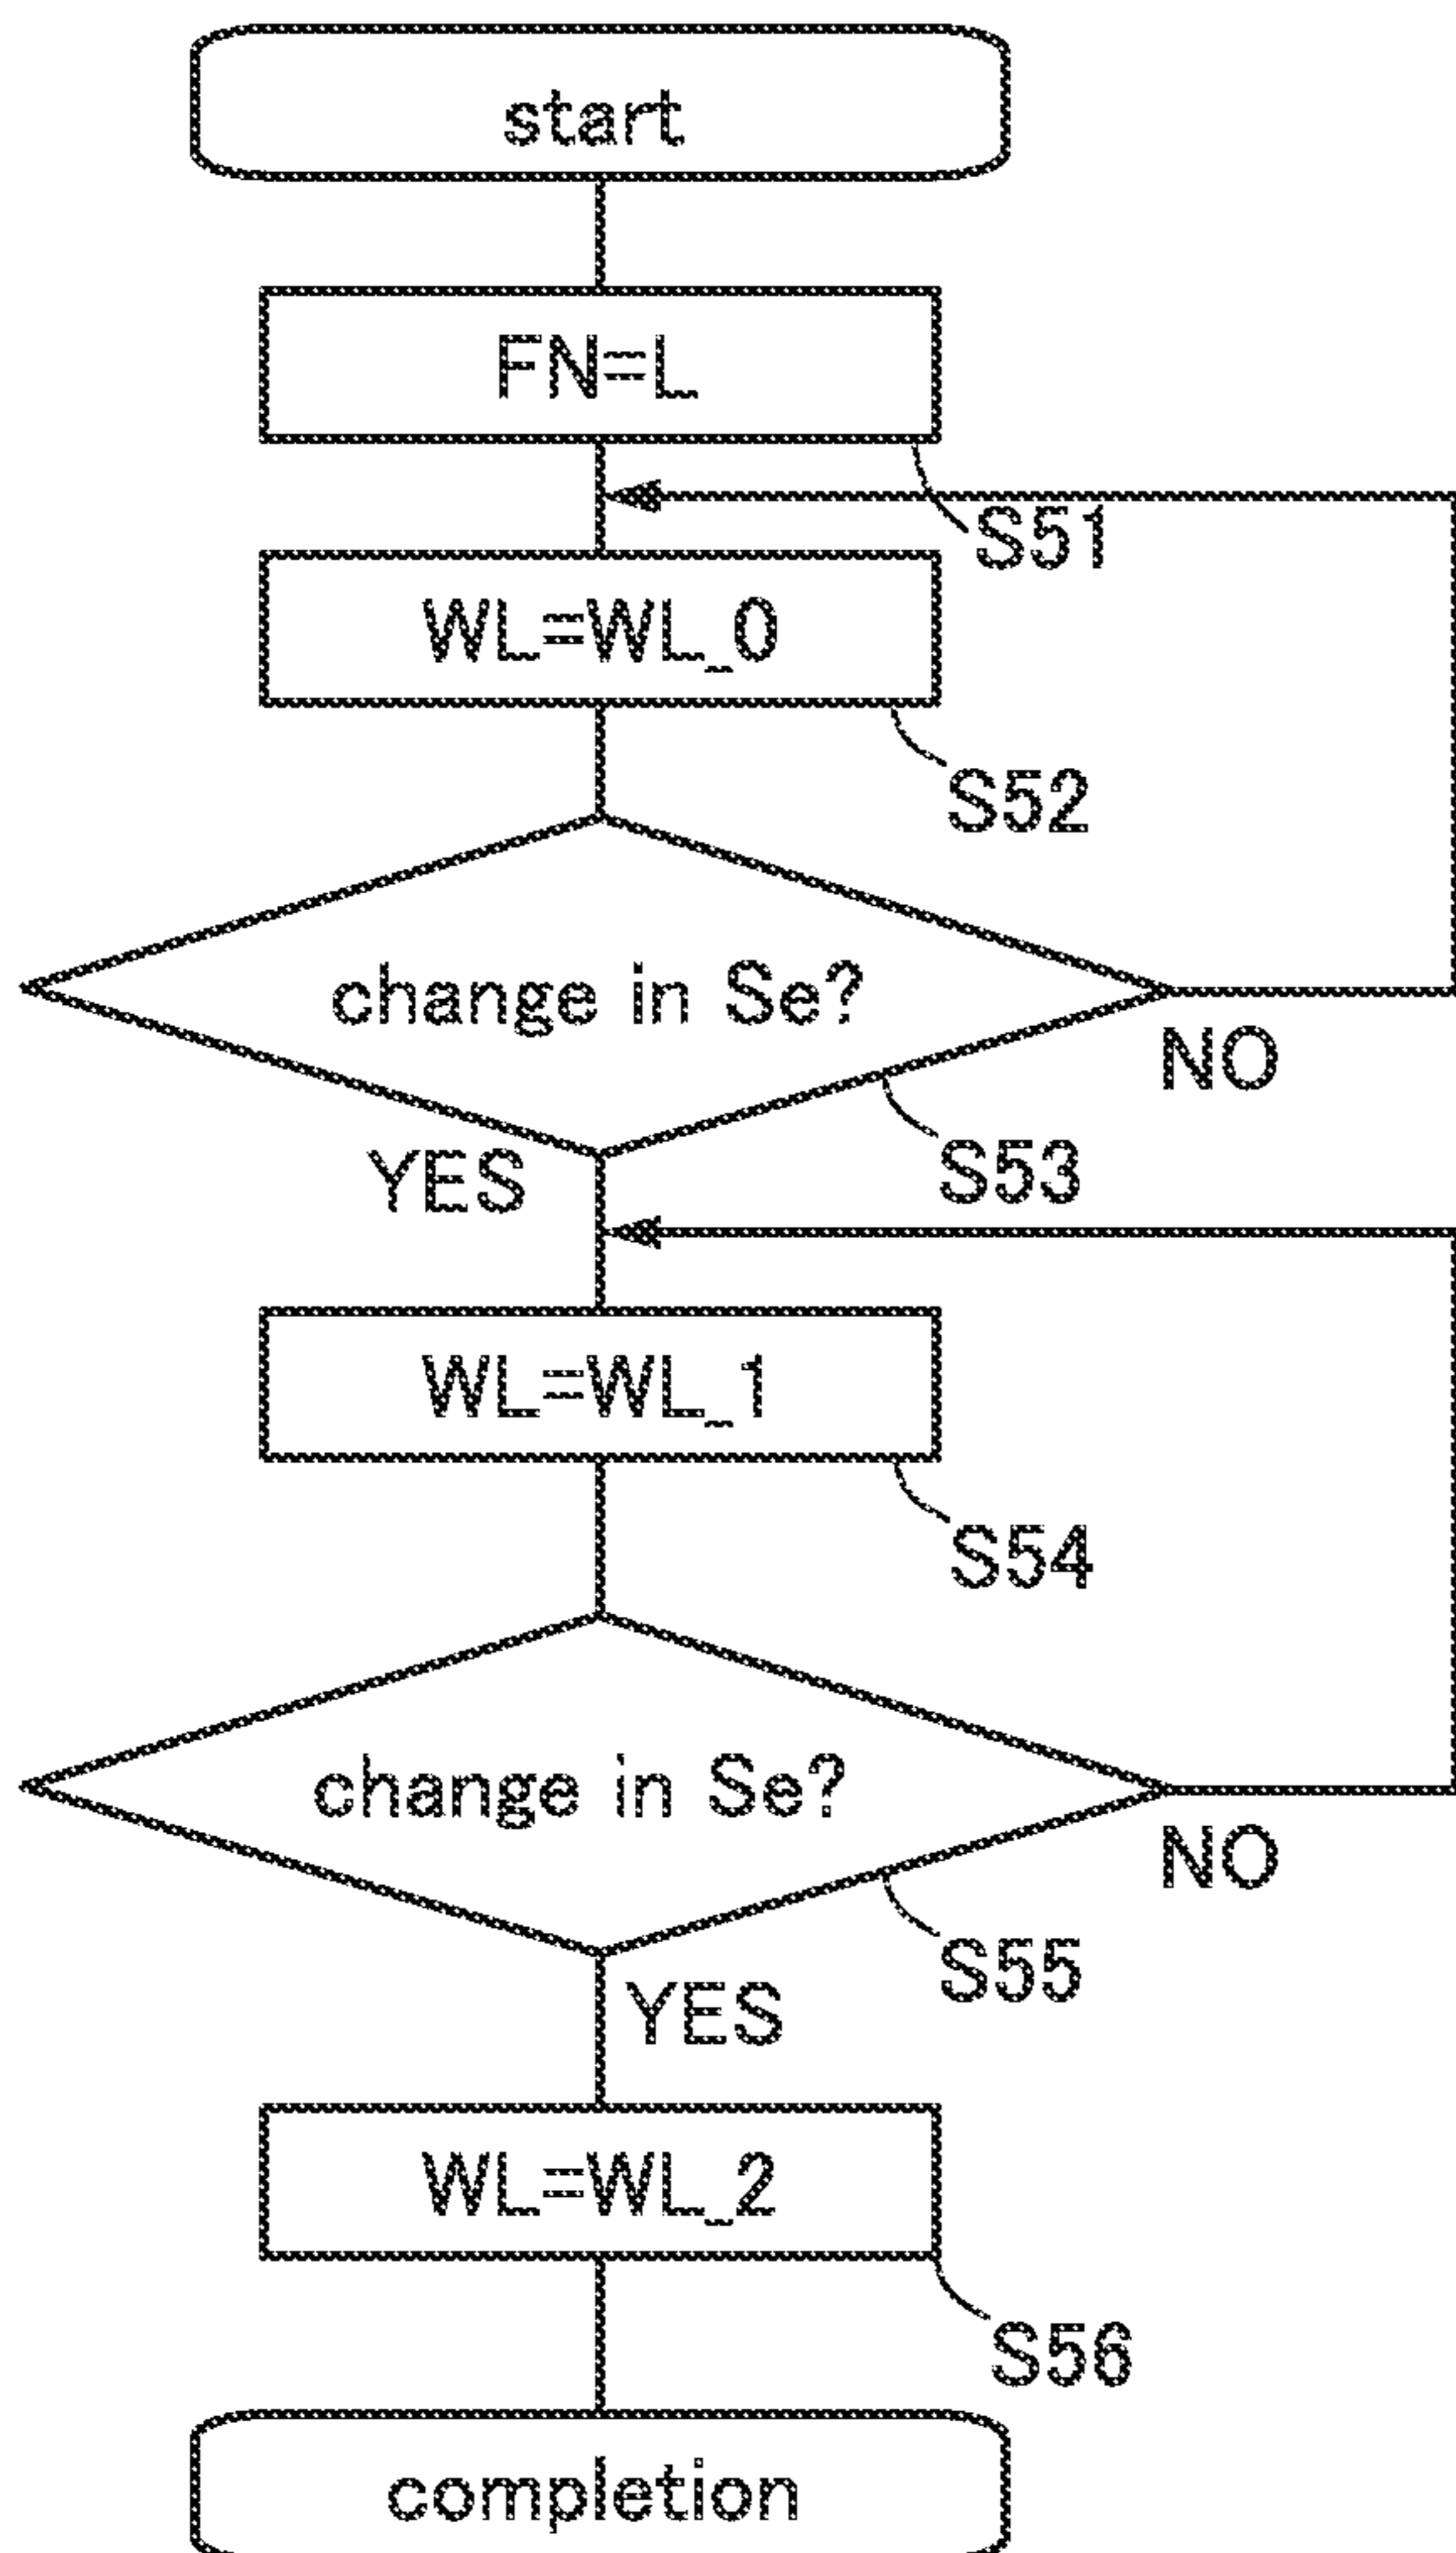 start
FN=L
S51
WL=WL_0
S52
change in Se?
NO
S53
YES
WL=WL_1
S54
change in Se?
NO
S55
YES
WL=WL_2
S56
completion